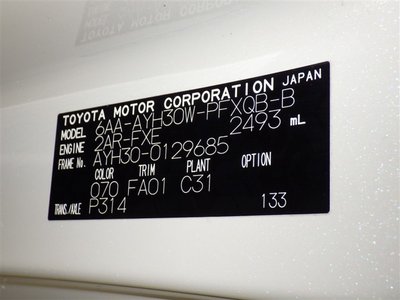 TOYOTA MOTOR CORPORATION JAPAN
MODEL 6AA-AYH30W-PFXQB-B
ENGINE 2AR-FXE 2493 mL
FRAME No. AYH30-0129685
COLOR TRIM PLANT OPTION
070 FA01 C31
TRANS./AXLE P314 133